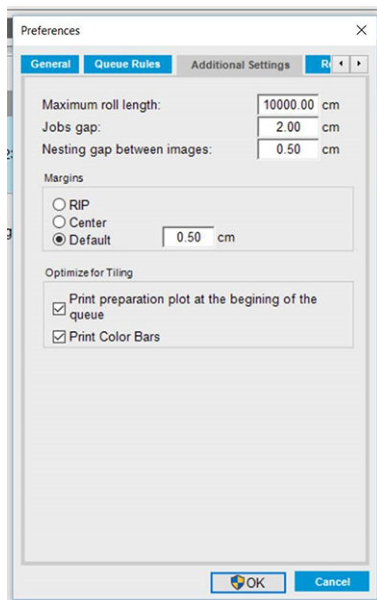 Preferences
General Queue Rules Additional Settings
Maximum roll length: 10000.00 cm
Jobs gap: 2.00 cm
Nesting gap between images: 0.50 cm
Margins
RIP
Center
Default 0.50 cm
Optimize for Tiling
Print preparation plot at the begining of the
queue
Print Color Bars
OK Cancel